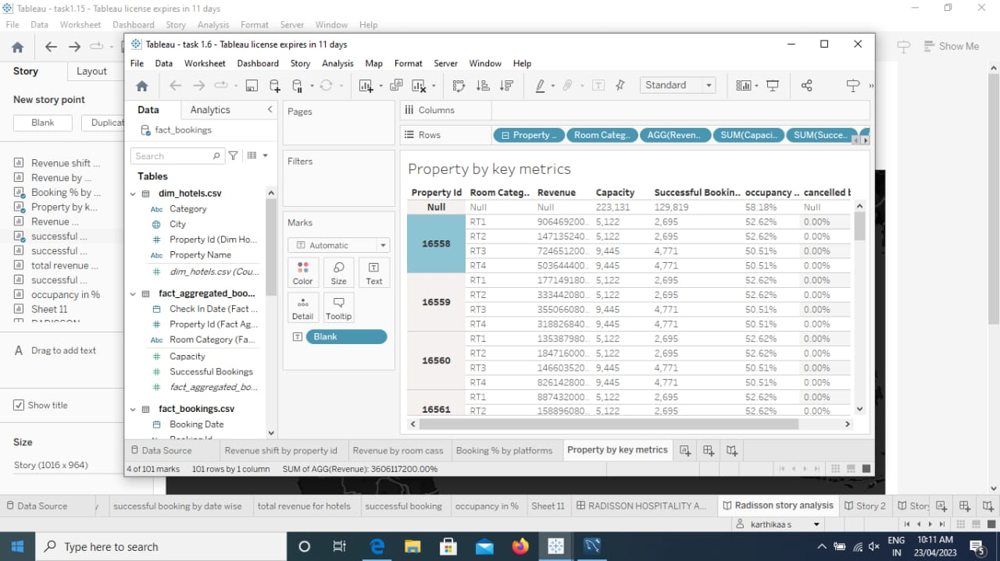 Tableau - task1.15 - Tableau license expires in 11 days
File Data Worksheet Dashboard Story Analysis Format Server Window Help
Show Me
Story Layout
New story point
Blank Duplicat
Revenue shift ...
Revenue by ...
Booking % by ...
Property by k...
Revenue ...
successful ...
successful ...
total revenue ...
successful ...
occupancy in %
Sheet 11
A Drag to add text
Show title
Size
Story (1016 x 964)
Tableau - task 1.6 - Tableau license expires in 11 days
File Data Worksheet Dashboard Story Analysis Map Format Server Window Help
Standard
Data Analytics
fact_bookings
Search
Tables
dim_hotels.csv
Abc Category
City
# Property Id (Dim Ho...
Abc Property Name
# dim_hotels.csv (Cou...
fact_aggregated_boo...
Check In Date (Fact ...
# Property Id (Fact Ag...
Abc Room Category (Fa...
# Capacity
# Successful Bookings
# fact_aggregated_bo...
fact_bookings.csv
Booking Date
Pages
Filters
Marks
Automatic
Color Size Text
Detail Tooltip
Blank
Columns
Rows Property .. Room Categ.. AGG(Reven.. SUM(Capaci.. SUM(Succe..
Property by key metrics
Property Id Room Categ.. Revenue Capacity Successful Bookin.. occupancy .. cancelled b
Null Null Null 223,131 129,819 58.18% Null
16558 RT1 906469200.. 5,122 2,695 52.62% 0.00%
RT2 147135240.. 5,122 2,695 52.62% 0.00%
RT3 724651200.. 9,445 4,771 50.51% 0.00%
RT4 503644400.. 9,445 4,771 50.51% 0.00%
16559 RT1 177149180.. 5,122 2,695 52.62% 0.00%
RT2 333442080.. 5,122 2,695 52.62% 0.00%
RT3 355066080.. 9,445 4,771 50.51% 0.00%
RT4 318826840.. 9,445 4,771 50.51% 0.00%
16560 RT1 135387980.. 5,122 2,695 52.62% 0.00%
RT2 184716000.. 5,122 2,695 52.62% 0.00%
RT3 146603520.. 9,445 4,771 50.51% 0.00%
RT4 826142800.. 9,445 4,771 50.51% 0.00%
16561 RT1 887432000.. 5,122 2,695 52.62% 0.00%
RT2 158896080.. 5,122 2,695 52.62% 0.00%
Data Source Revenue shift by property id Revenue by room cass Booking % by platforms Property by key metrics
4 of 101 marks 101 rows by 1 column SUM of AGG(Revenue): 3606117200.00%
Data Source y successful booking by date wise total revenue for hotels successful booking occupancy in % Sheet 11 RADISSON HOSPITALITY A... Radisson story analysis Story 2 Story
karthikaa s
Type here to search
ENG
IN
10:11 AM
23/04/2023
5